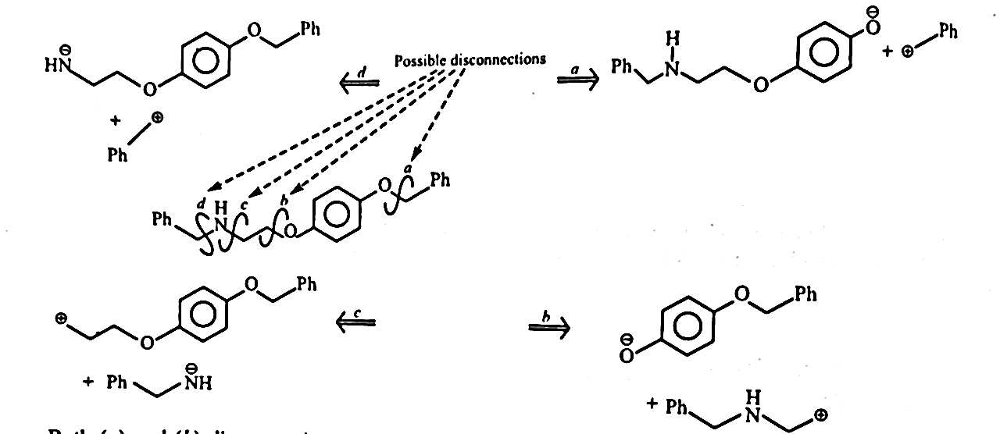 ⊖
HN
O
O
Ph
+
⊕
Ph
d
Possible disconnections
a
Ph
H
N
O
O
⊖
+
⊕
Ph
Ph
d
H
N
c
b
O
O
a
Ph
⊕
O
O
Ph
+ Ph
⊖
NH
c
b
O
Ph
⊖
O
+ Ph
H
N
⊕